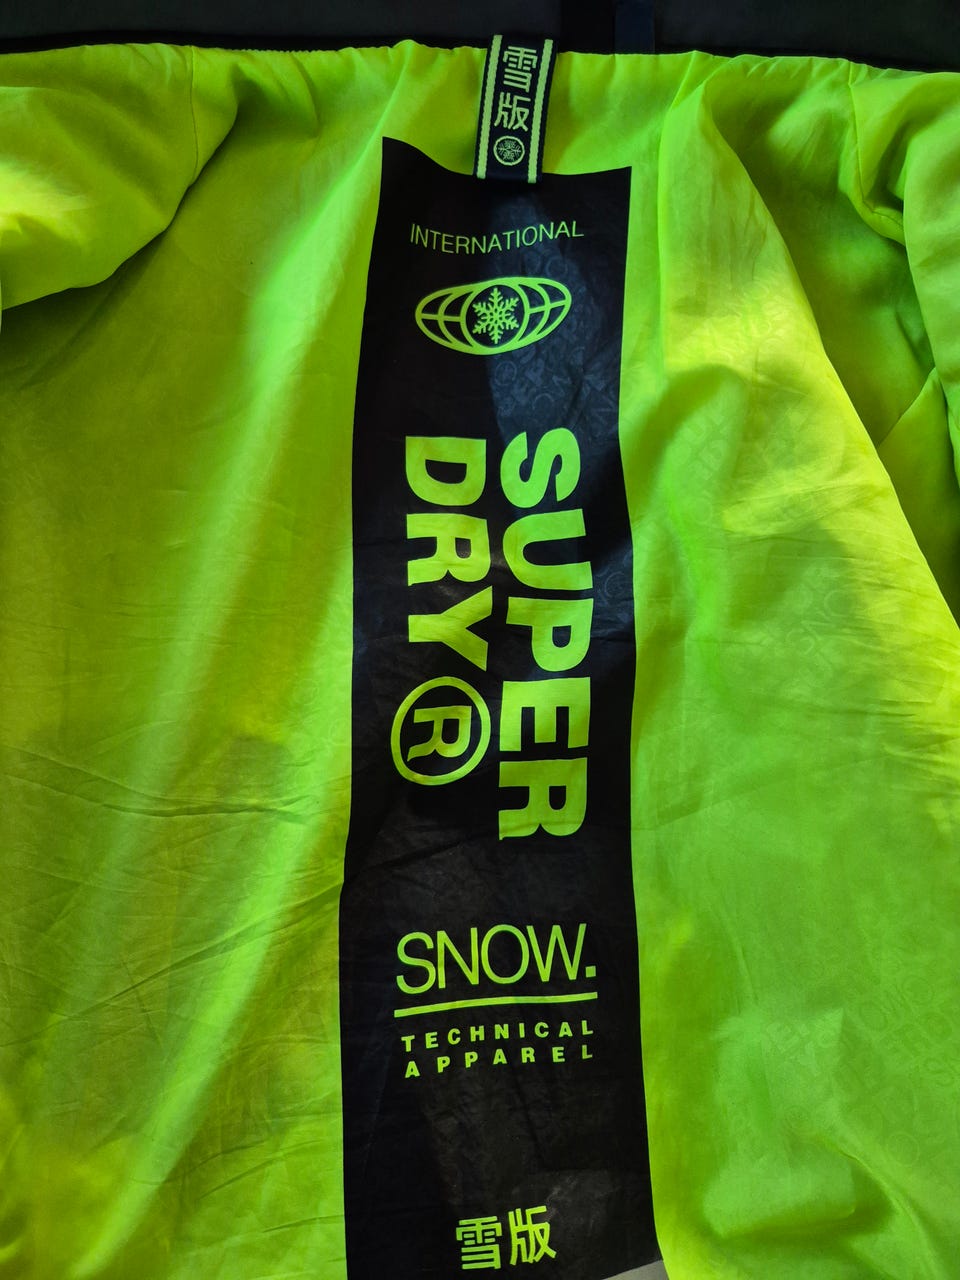 雪版
INTERNATIONAL
SUPER
DRY®
SNOW.
TECHNICAL
APPAREL
雪版